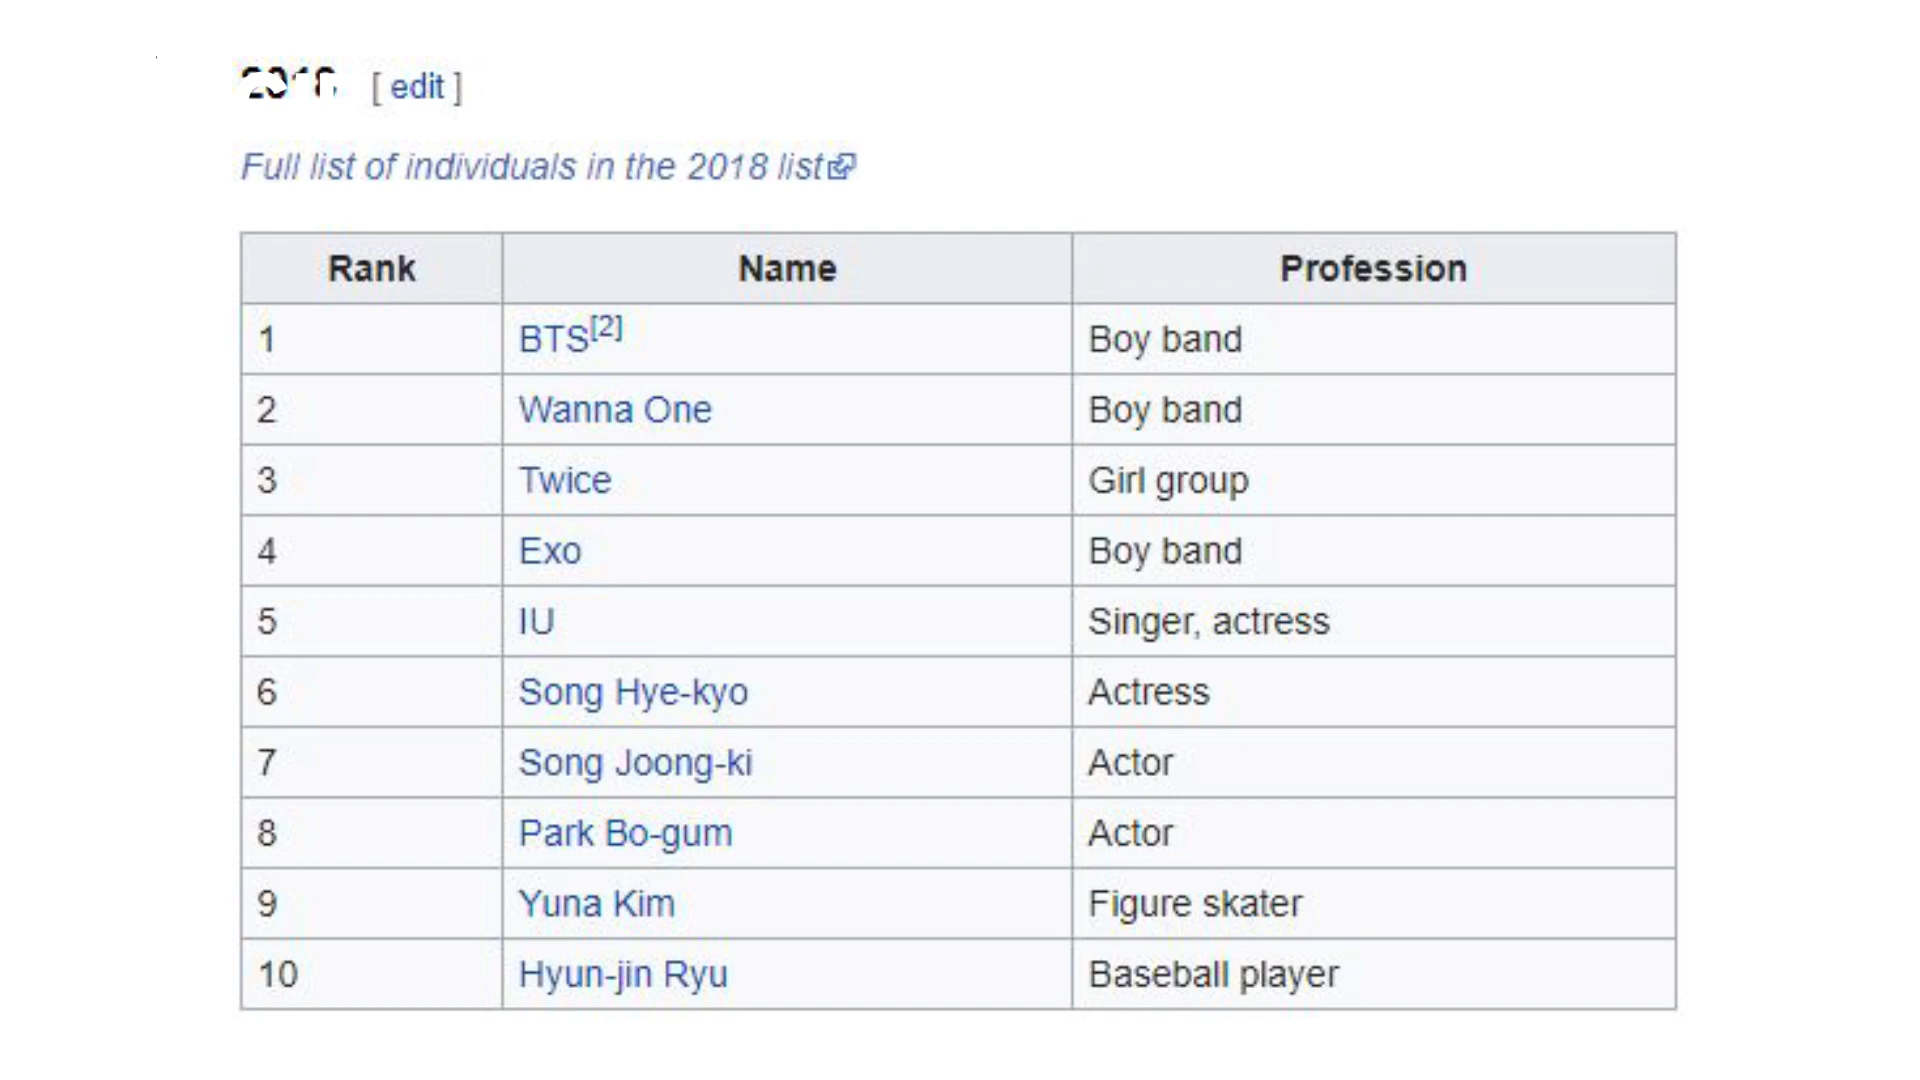 [ edit ]
Full list of individuals in the 2018 list
Rank Name Profession
1 BTS[2] Boy band
2 Wanna One Boy band
3 Twice Girl group
4 Exo Boy band
5 IU Singer, actress
6 Song Hye-kyo Actress
7 Song Joong-ki Actor
8 Park Bo-gum Actor
9 Yuna Kim Figure skater
10 Hyun-jin Ryu Baseball player